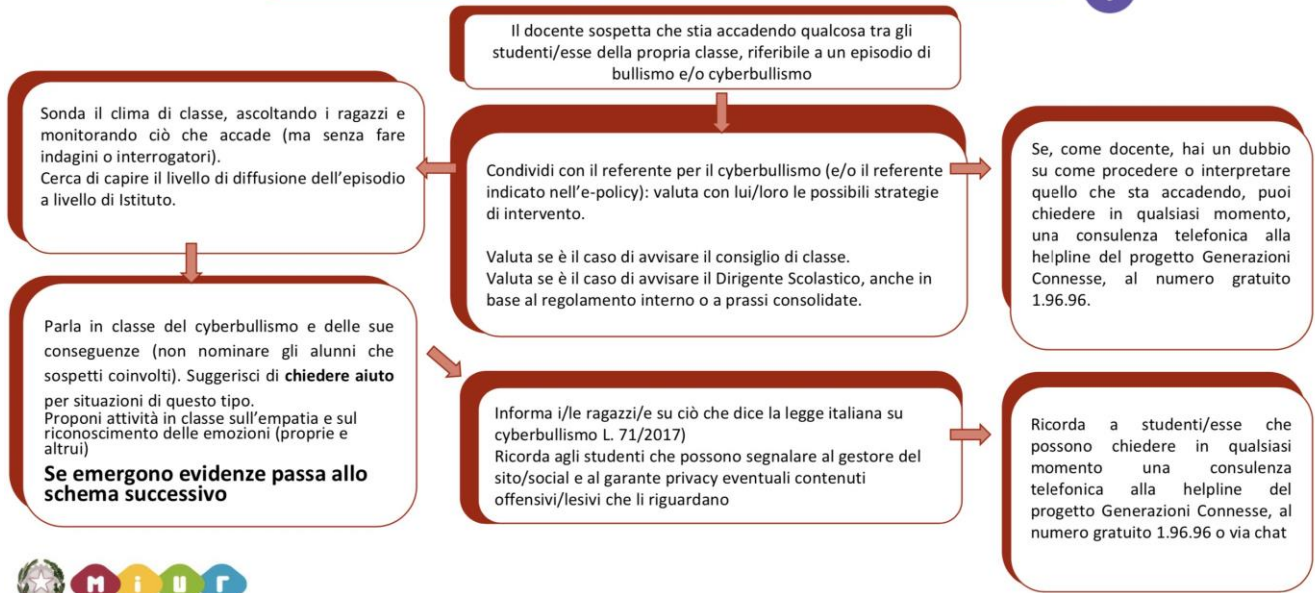 Il docente sospetta che stia accadendo qualcosa tra gli
studenti/esse della propria classe, riferibile a un episodio di
bullismo e/o cyberbullismo
Sonda il clima di classe, ascoltando i ragazzi e
monitorando ciò che accade (ma senza fare
indagini o interrogatori).
Cerca di capire il livello di diffusione dell'episodio
a livello di Istituto.
Condividi con il referente per il cyberbullismo (e/o il referente
indicato nell'e-policy): valuta con lui/loro le possibili strategie
di intervento.
Valuta se è il caso di avvisare il consiglio di classe.
Valuta se è il caso di avvisare il Dirigente Scolastico, anche in
base al regolamento interno o a prassi consolidate.
Se, come docente, hai un dubbio
su come procedere o interpretare
quello che sta accadendo, puoi
chiedere in qualsiasi momento,
una consulenza telefonica alla
helpline del progetto Generazioni
Connesse, al numero gratuito
1.96.96.
Parla in classe del cyberbullismo e delle sue
conseguenze (non nominare gli alunni che
sospetti coinvolti). Suggerisci di chiedere aiuto
per situazioni di questo tipo.
Proponi attività in classe sull'empatia e sul
riconoscimento delle emozioni (proprie e
altrui)
Se emergono evidenze passa allo
schema successivo
Informa i/le ragazzi/e su ciò che dice la legge italiana su
cyberbullismo L. 71/2017)
Ricorda agli studenti che possono segnalare al gestore del
sito/social e al garante privacy eventuali contenuti
offensivi/lesivi che li riguardano
Ricorda a studenti/esse che
possono chiedere in qualsiasi
momento una consulenza
telefonica alla helpline del
progetto Generazioni Connesse, al
numero gratuito 1.96.96 o via chat
miur